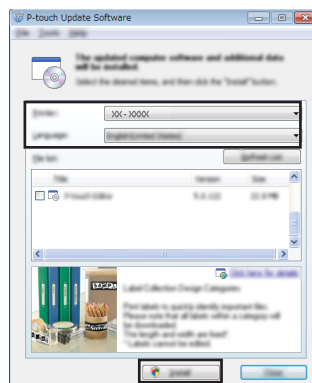 P-touch Update Software
File Tools Help
The updated computer software and additional data
will be installed.
Select the desired items, and then click the "Install" button.
Printer: XX-XXXX
Language: English(United States)
File list: Refresh List
Title Version Size
P-touch Editor 22.0 MB
Click here for details
Label Collection Design Categories
Print labels to quickly identify important files.
Please note that all labels within a category will
be downloaded.
The length and width are fixed*.
* Labels cannot be edited.
Install Close